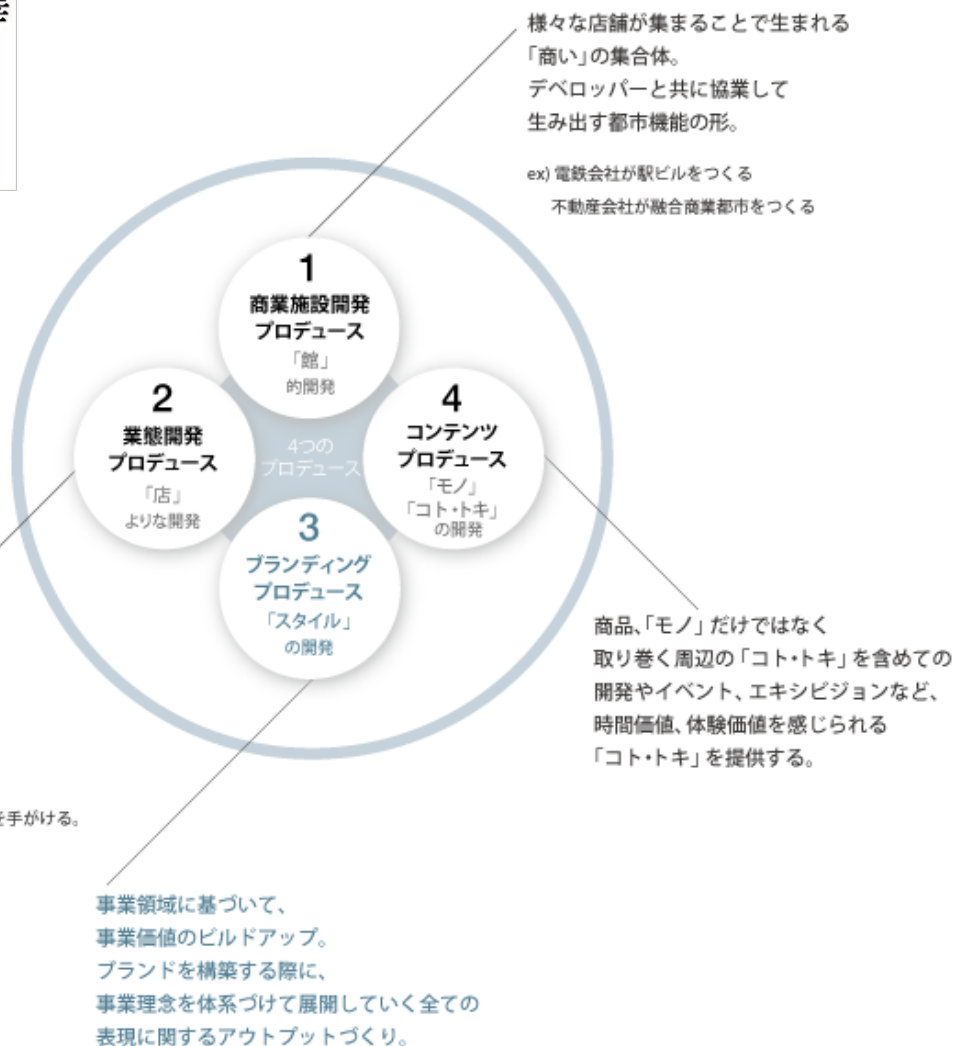 様々な店舗が集まることで生まれる
「商い」の集合体。
デベロッパーと共に協業して
生み出す都市機能の形。
ex) 電鉄会社が駅ビルをつくる
不動産会社が融合商業都市をつくる
1
商業施設開発
プロデュース
「館」
的開発
2
業態開発
プロデュース
「店」
よりな開発
4つの
プロデュース
4
コンテンツ
プロデュース
「モノ」
「コト・トキ」
の開発
3
ブランディング
プロデュース
「スタイル」
の開発
商品、「モノ」だけではなく
取り巻く周辺の「コト・トキ」を含めての
開発やイベント、エキシビジョンなど、
時間価値、体験価値を感じられる
「コト・トキ」を提供する。
を手がける。
事業領域に基づいて、
事業価値のビルドアップ。
ブランドを構築する際に、
事業理念を体系づけて展開していく全ての
表現に関するアウトプットづくり。